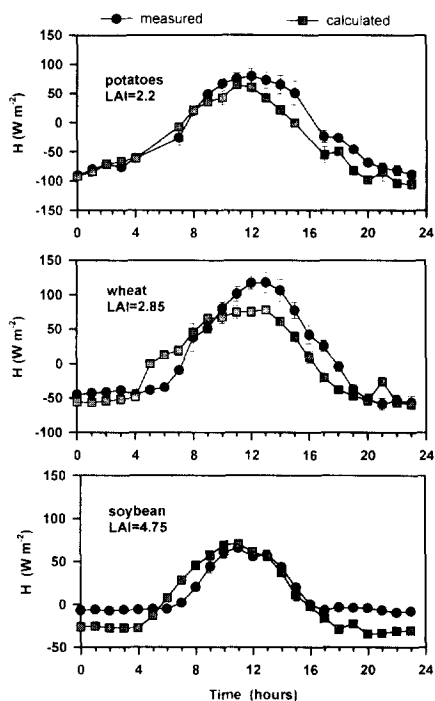 measured calculated
H (W m⁻²)
150
100
50
0
-50
-100
-150
potatoes
LAI=2.2
0 4 8 12 16 20 24
H (W m⁻²)
150
100
50
0
-50
-100
wheat
LAI=2.85
0 4 8 12 16 20 24
H (W m⁻²)
150
100
50
0
-50
soybean
LAI=4.75
0 4 8 12 16 20 24
Time (hours)